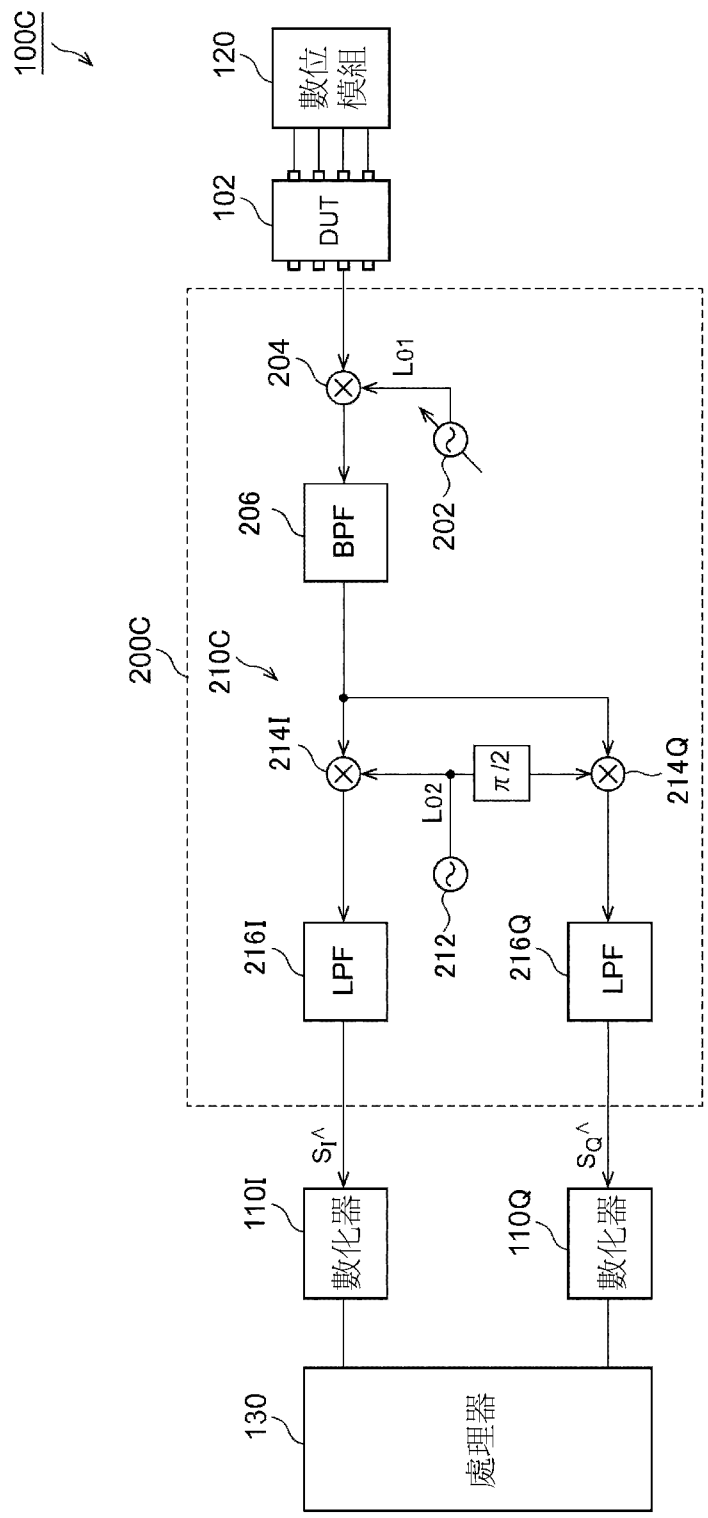 100C
120
數位
模組
102
DUT
204
L01
202
206
BPF
200C
210C
214I
L02
π/2
214Q
212
216I
LPF
216Q
LPF
SI^
SQ^
110I
數化器
110Q
數化器
130
處理器